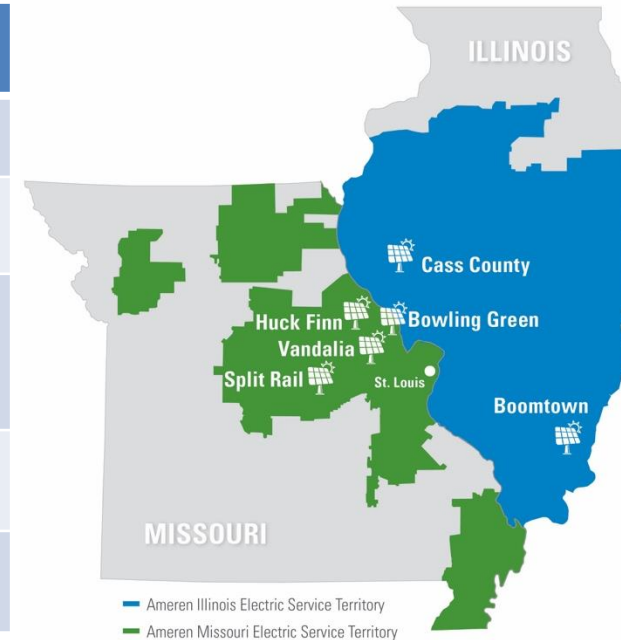 ILLINOIS
Cass County
Huck Finn
Bowling Green
Vandalia
Split Rail
St. Louis
Boomtown
MISSOURI
Ameren Illinois Electric Service Territory
Ameren Missouri Electric Service Territory